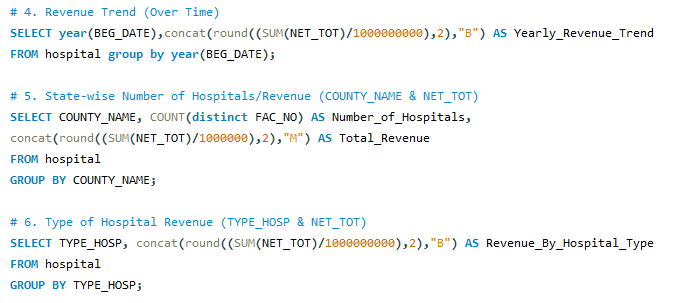 # 4. Revenue Trend (Over Time)
SELECT year(BEG_DATE),concat(round((SUM(NET_TOT)/1000000000),2),"B") AS Yearly_Revenue_Trend
FROM hospital group by year(BEG_DATE);
# 5. State-wise Number of Hospitals/Revenue (COUNTY_NAME & NET_TOT)
SELECT COUNTY_NAME, COUNT(distinct FAC_NO) AS Number_of_Hospitals,
concat(round((SUM(NET_TOT)/1000000),2),"M") AS Total_Revenue
FROM hospital
GROUP BY COUNTY_NAME;
# 6. Type of Hospital Revenue (TYPE_HOSP & NET_TOT)
SELECT TYPE_HOSP, concat(round((SUM(NET_TOT)/1000000000),2),"B") AS Revenue_By_Hospital_Type
FROM hospital
GROUP BY TYPE_HOSP;